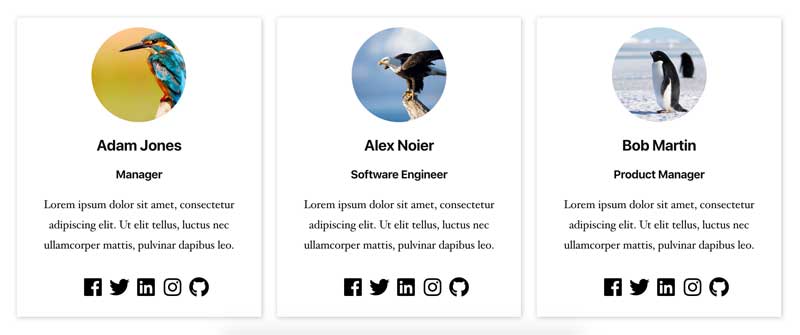 Adam Jones
Manager
Lorem ipsum dolor sit amet, consectetur
adipiscing elit. Ut elit tellus, luctus nec
ullamcorper mattis, pulvinar dapibus leo.
Alex Noier
Software Engineer
Lorem ipsum dolor sit amet, consectetur
adipiscing elit. Ut elit tellus, luctus nec
ullamcorper mattis, pulvinar dapibus leo.
Bob Martin
Product Manager
Lorem ipsum dolor sit amet, consectetur
adipiscing elit. Ut elit tellus, luctus nec
ullamcorper mattis, pulvinar dapibus leo.